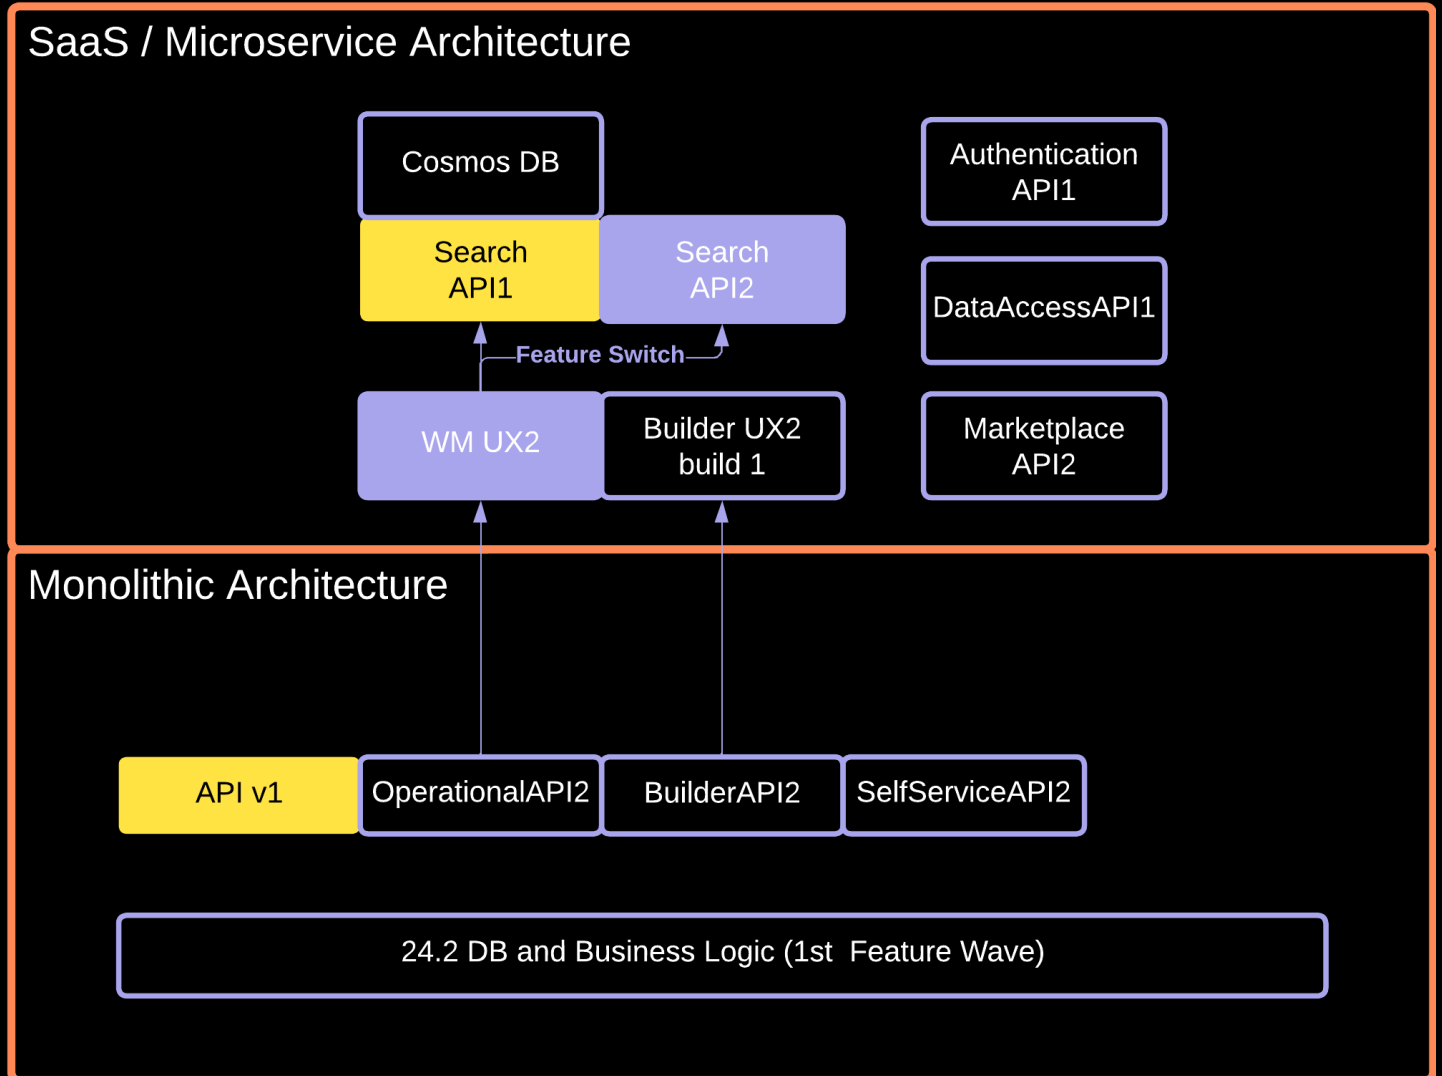 SaaS / Microservice Architecture
Cosmos DB
Authentication
API1
Search
API1
Search
API2
DataAccessAPI1
Feature Switch
WM UX2
Builder UX2
build 1
Marketplace
API2
Monolithic Architecture
API v1
OperationalAPI2
BuilderAPI2
SelfServiceAPI2
24.2 DB and Business Logic (1st  Feature Wave)